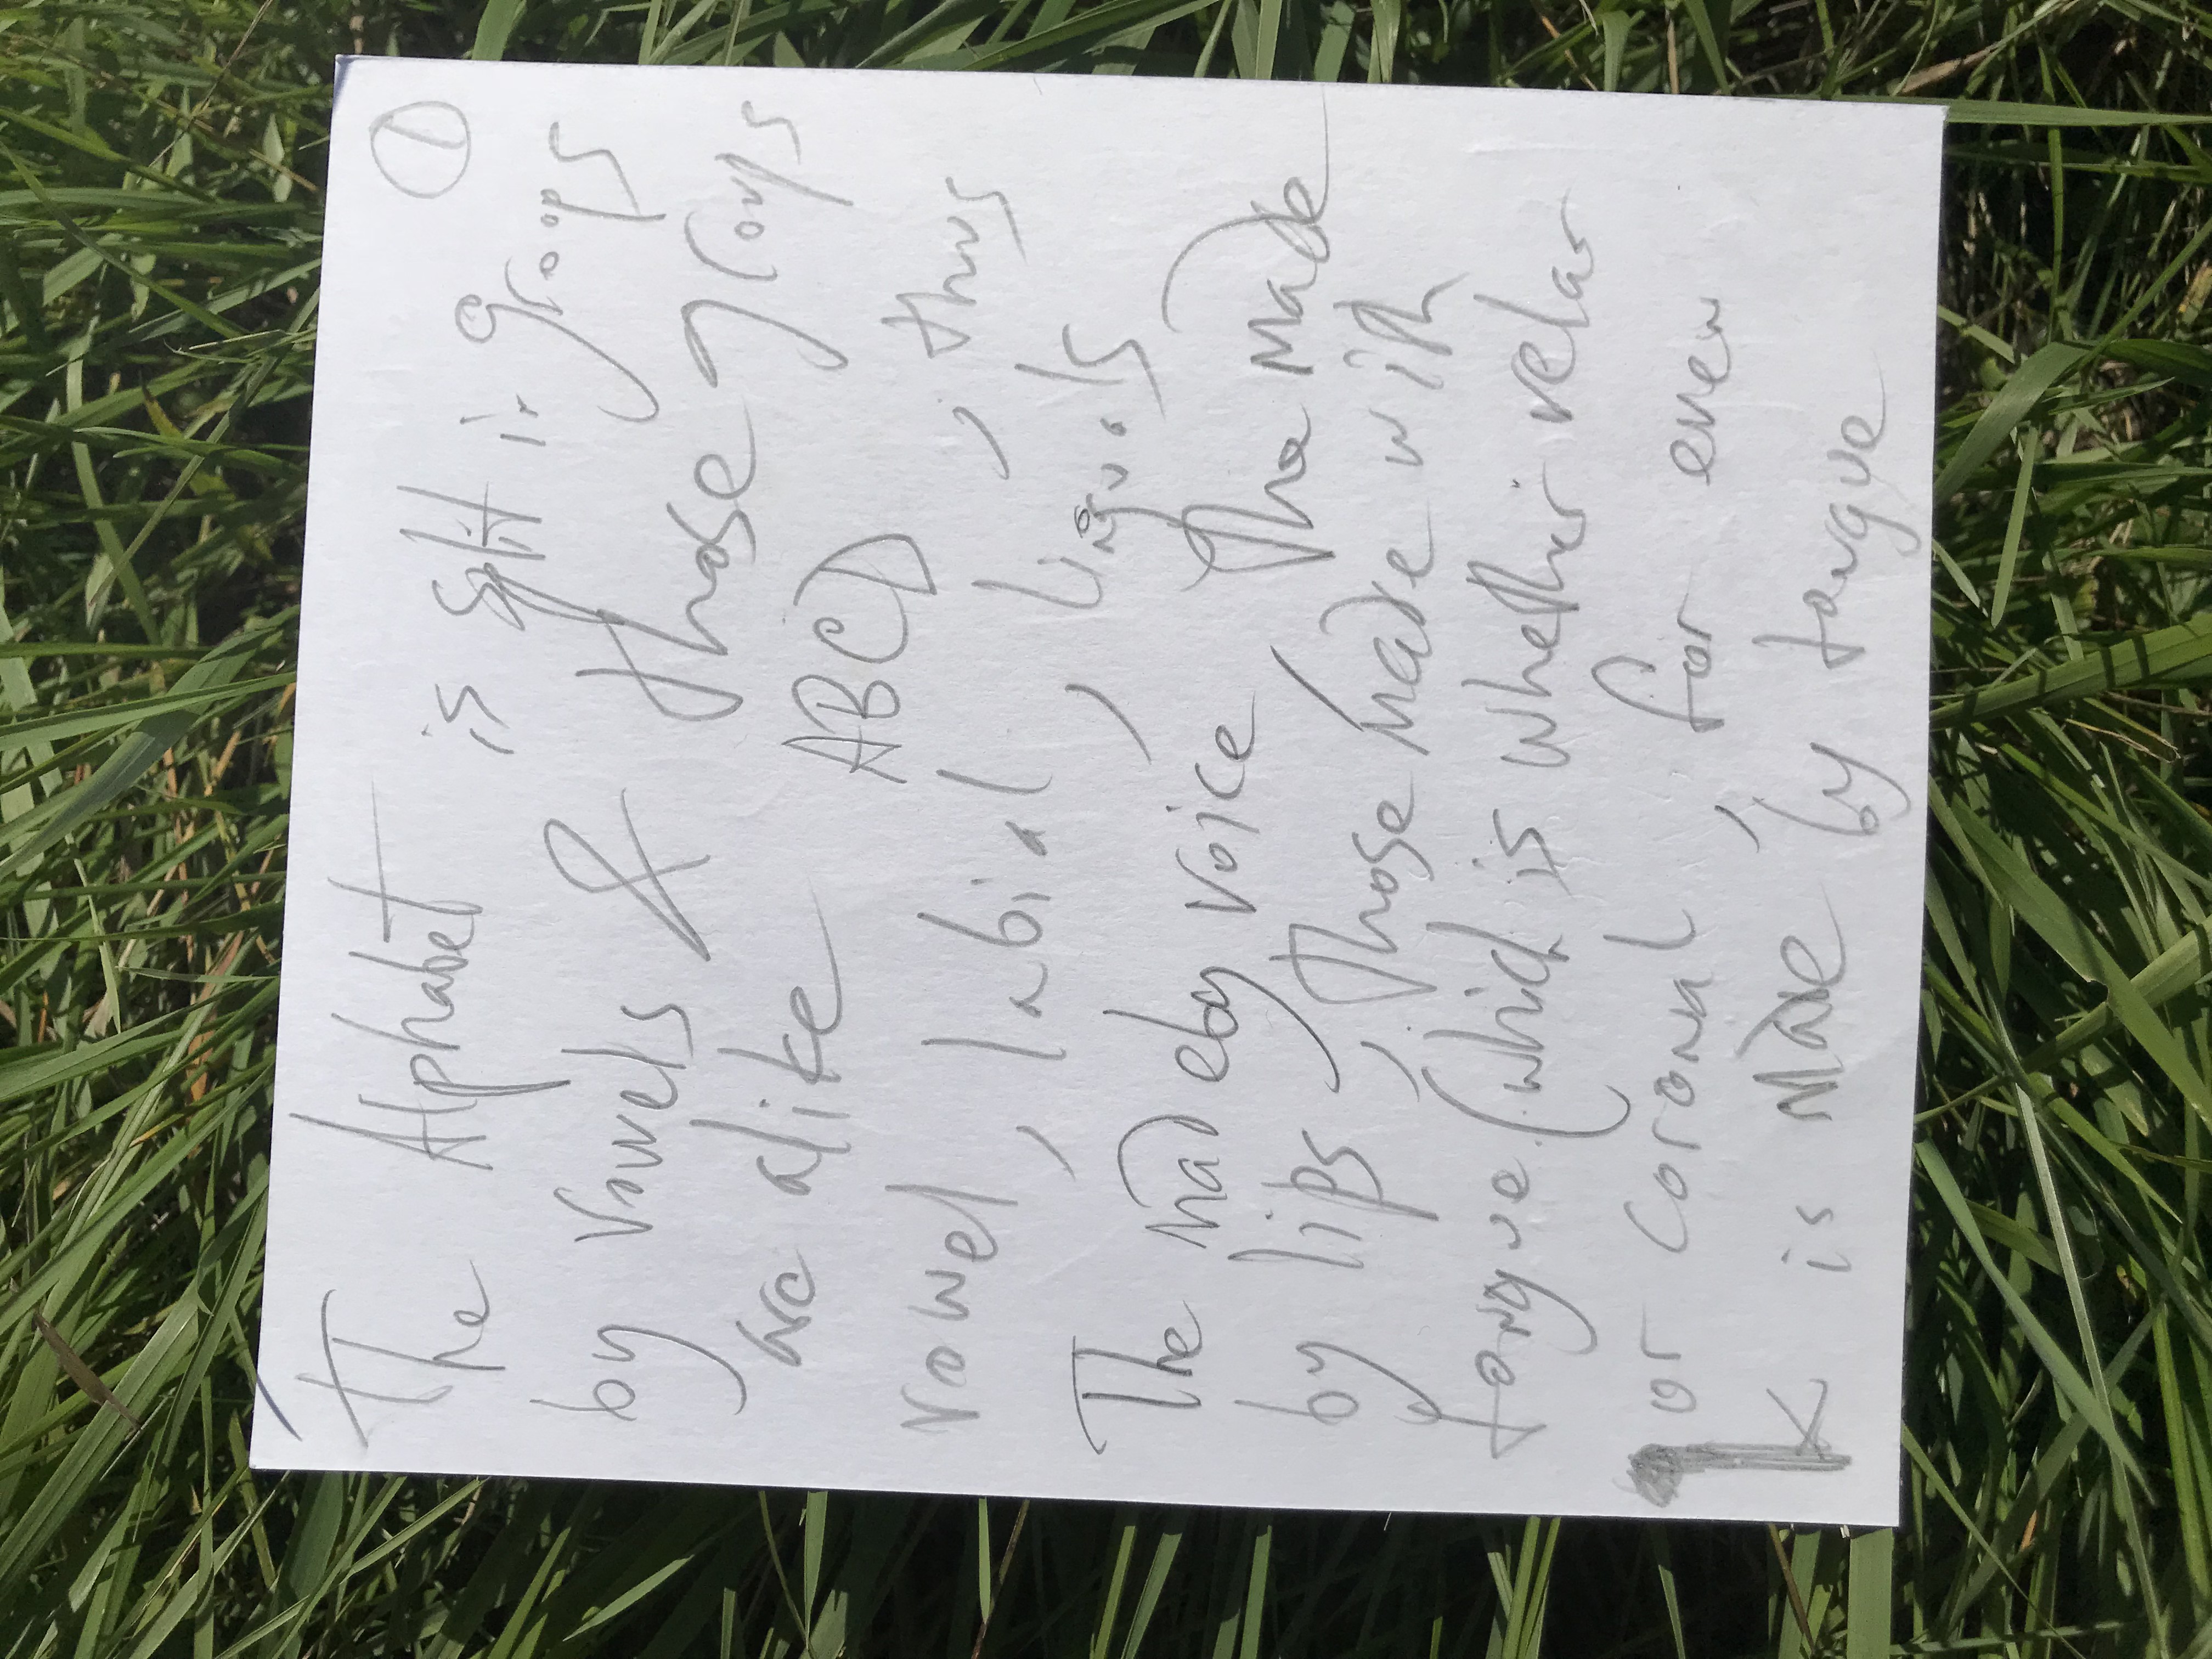 ①
The Alphabet is split in groops
by vowels & those groups
are alike ABCD, thus
vowel, labial, linguals
The made by voice, The made
by lips, those made with
tongue (which is whether velar
or coronal, for even
k is made by tongue